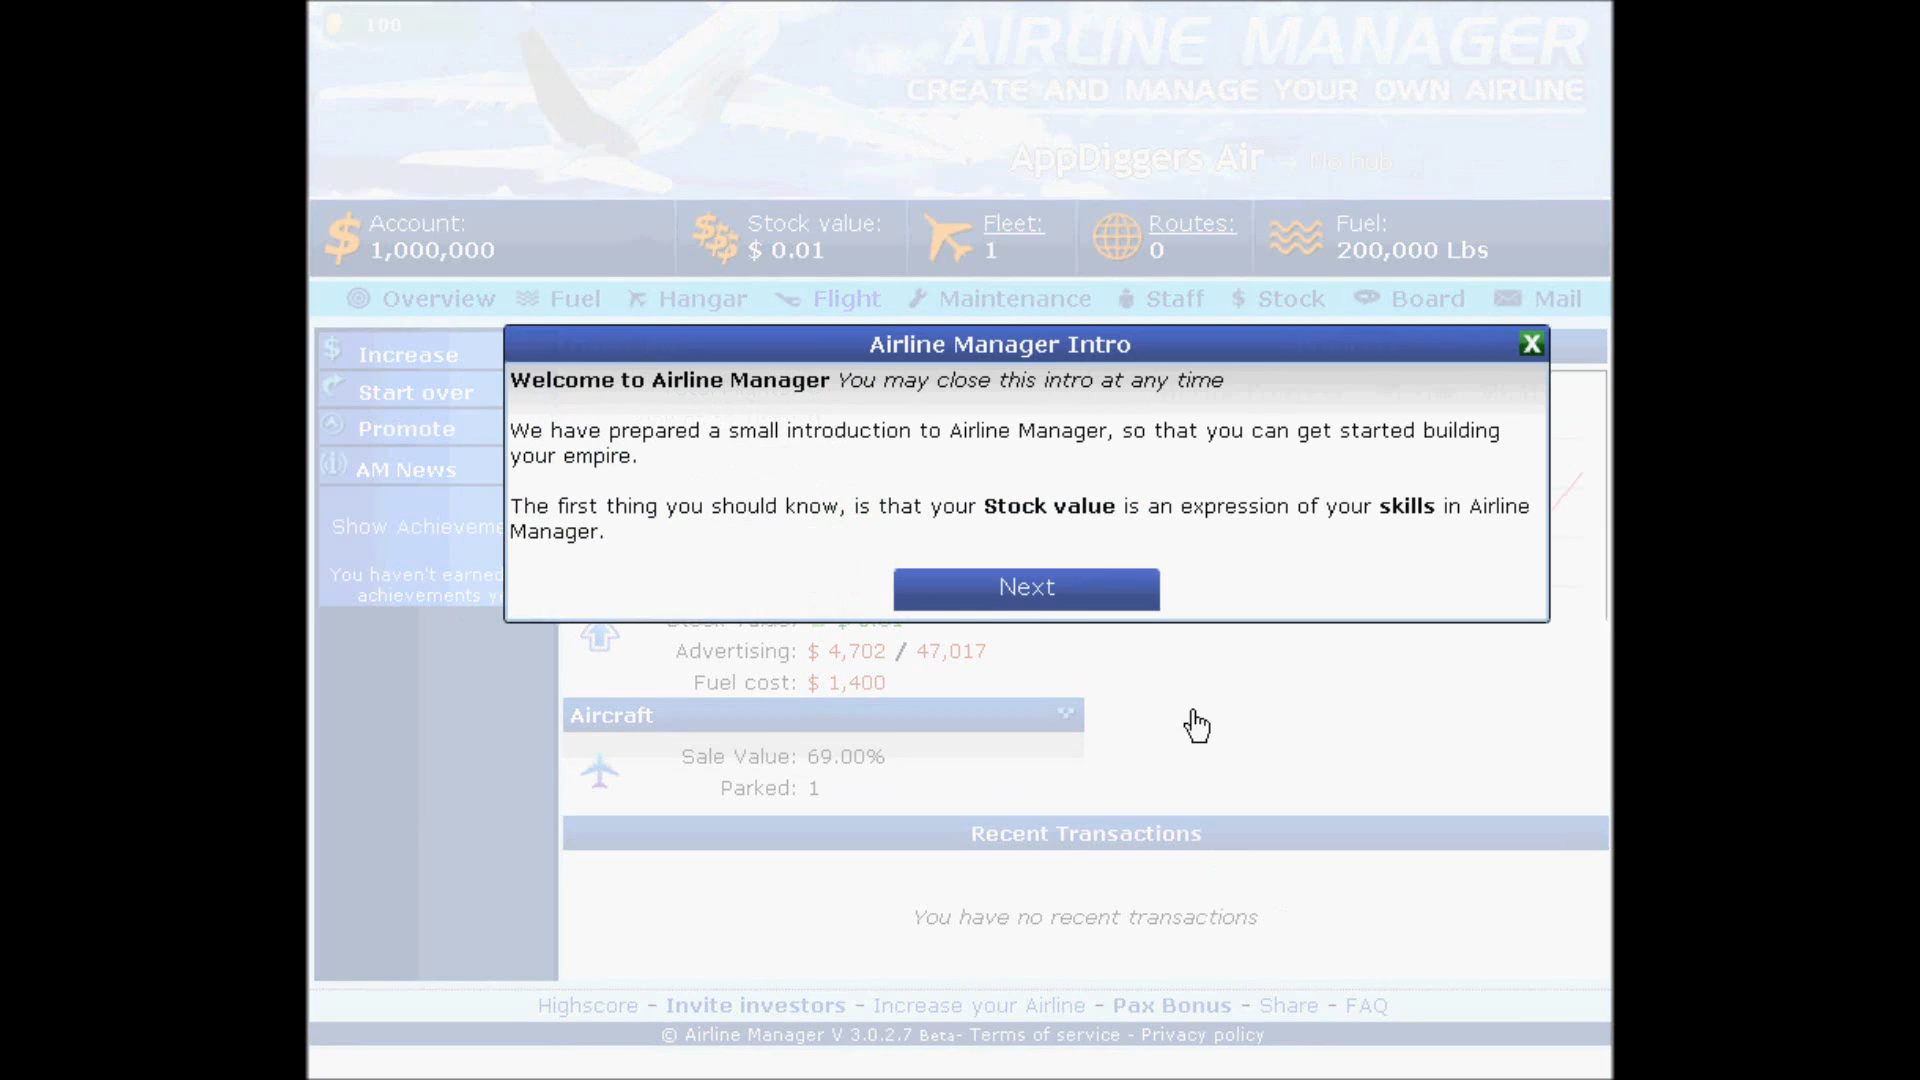 100
AIRLINE MANAGER
CREATE AND MANAGE YOUR OWN AIRLINE
AppDiggers Air - No hub
Account:
1,000,000
Stock value:
$ 0.01
Fleet:
1
Routes:
0
Fuel:
200,000 Lbs
Overview Fuel Hangar Flight Maintenance Staff Stock Board Mail
Increase
Start over
Promote
AM News
Show Achieveme
You haven't earned
achievements y
Airline Manager Intro X
Welcome to Airline Manager You may close this intro at any time
We have prepared a small introduction to Airline Manager, so that you can get started building
your empire.
The first thing you should know, is that your Stock value is an expression of your skills in Airline
Manager.
Next
Advertising: $ 4,702 / 47,017
Fuel cost: $ 1,400
Aircraft
Sale Value: 69.00%
Parked: 1
Recent Transactions
You have no recent transactions
Highscore - Invite investors - Increase your Airline - Pax Bonus - Share - FAQ
© Airline Manager V 3.0.2.7 Beta- Terms of service - Privacy policy